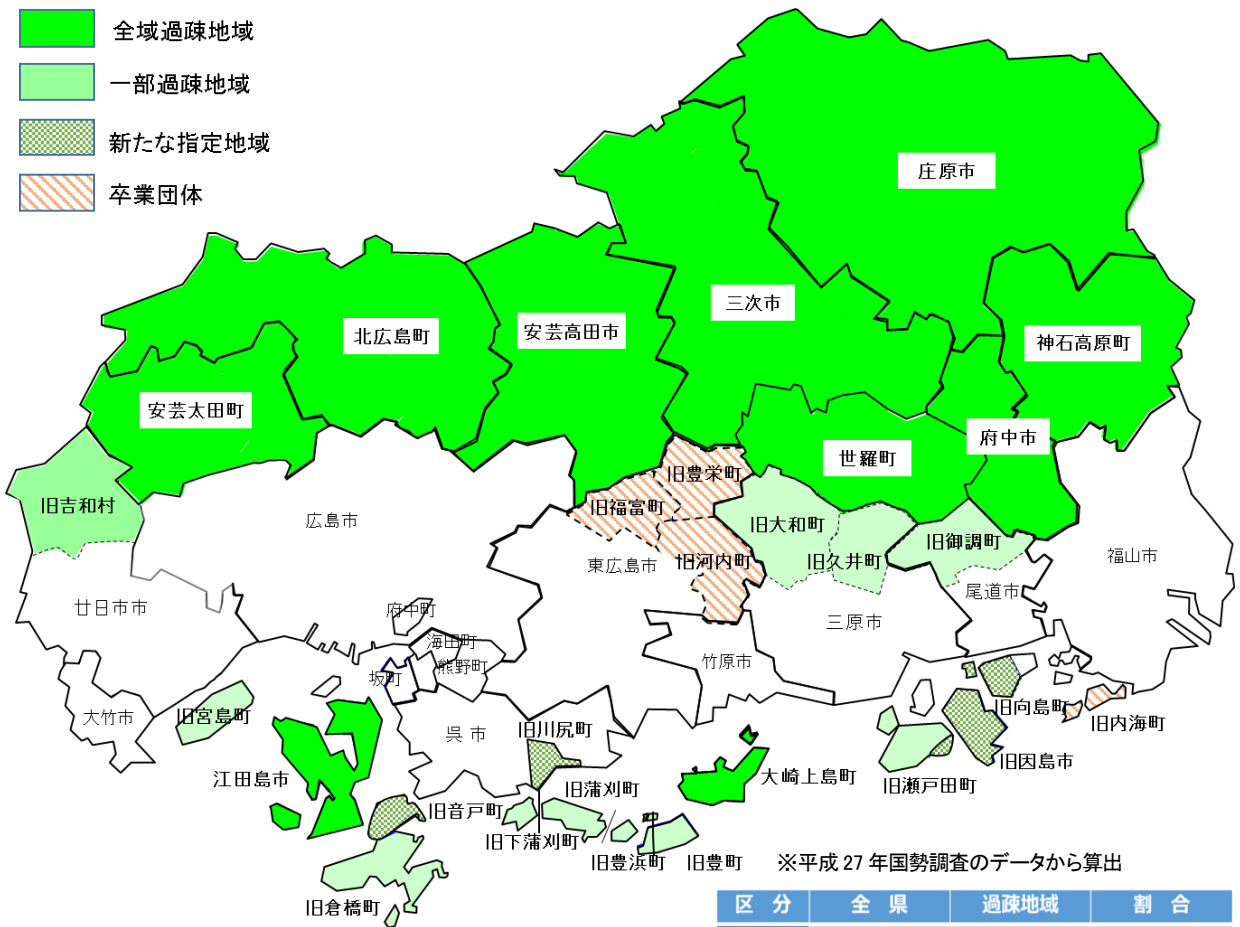 全域過疎地域
一部過疎地域
新たな指定地域
卒業団体
庄原市
三次市
安芸高田市
北広島町
神石高原町
安芸太田町
府中市
世羅町
旧豊栄町
旧吉和村
旧福富町
広島市
旧大和町
旧御調町
福山市
東広島市
旧河内町
旧久井町
尾道市
廿日市市
府中町
三原市
海田町
竹原市
熊野町
坂町
旧向島町
旧内海町
大竹市
旧宮島町
呉市
旧川尻町
旧因島市
江田島市
大崎上島町
旧瀬戸田町
旧蒲刈町
旧音戸町
旧下蒲刈町
旧豊浜町
旧豊町
※平成27年国勢調査のデータから算出
旧倉橋町
区 分 全 県 過疎地域 割 合